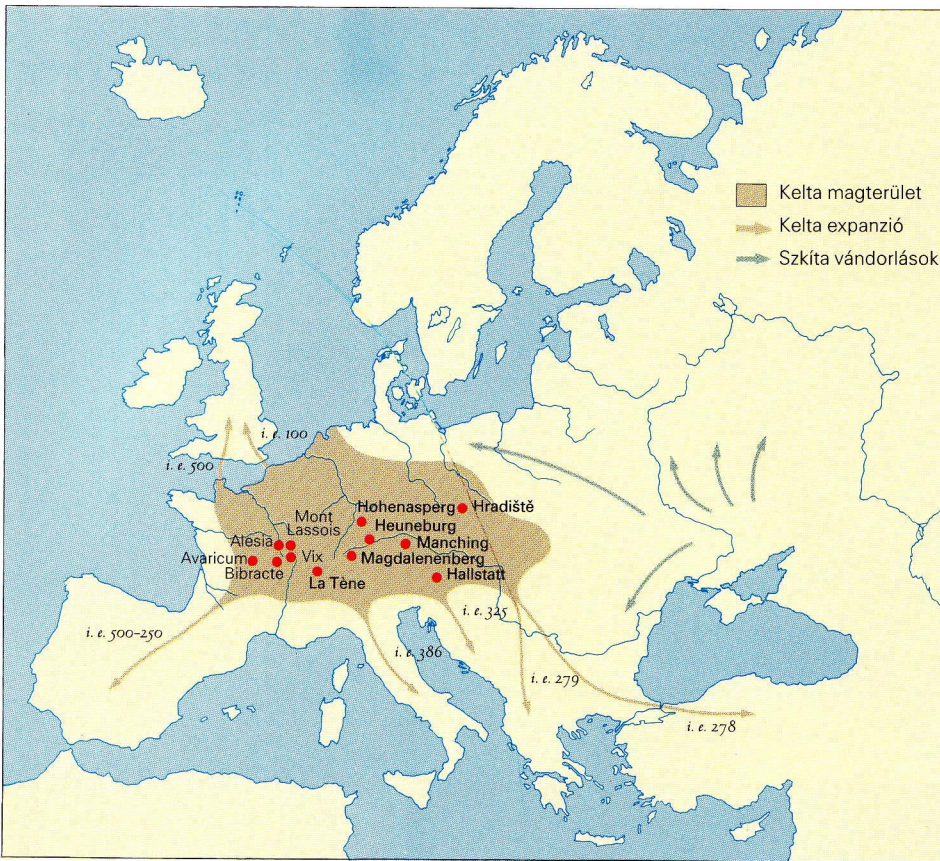 Kelta magterület
Kelta expanzió
Szkíta vándorlások
i. e. 100
i. e. 500
Hohenasperg
Hradiště
Mont
Lassois
Heuneburg
Alesia
Manching
Avaricum
Vix
Magdalenenberg
Bibracte
La Tène
Hallstatt
i. e. 325
i. e. 500–250
i. e. 386
i. e. 279
i. e. 278